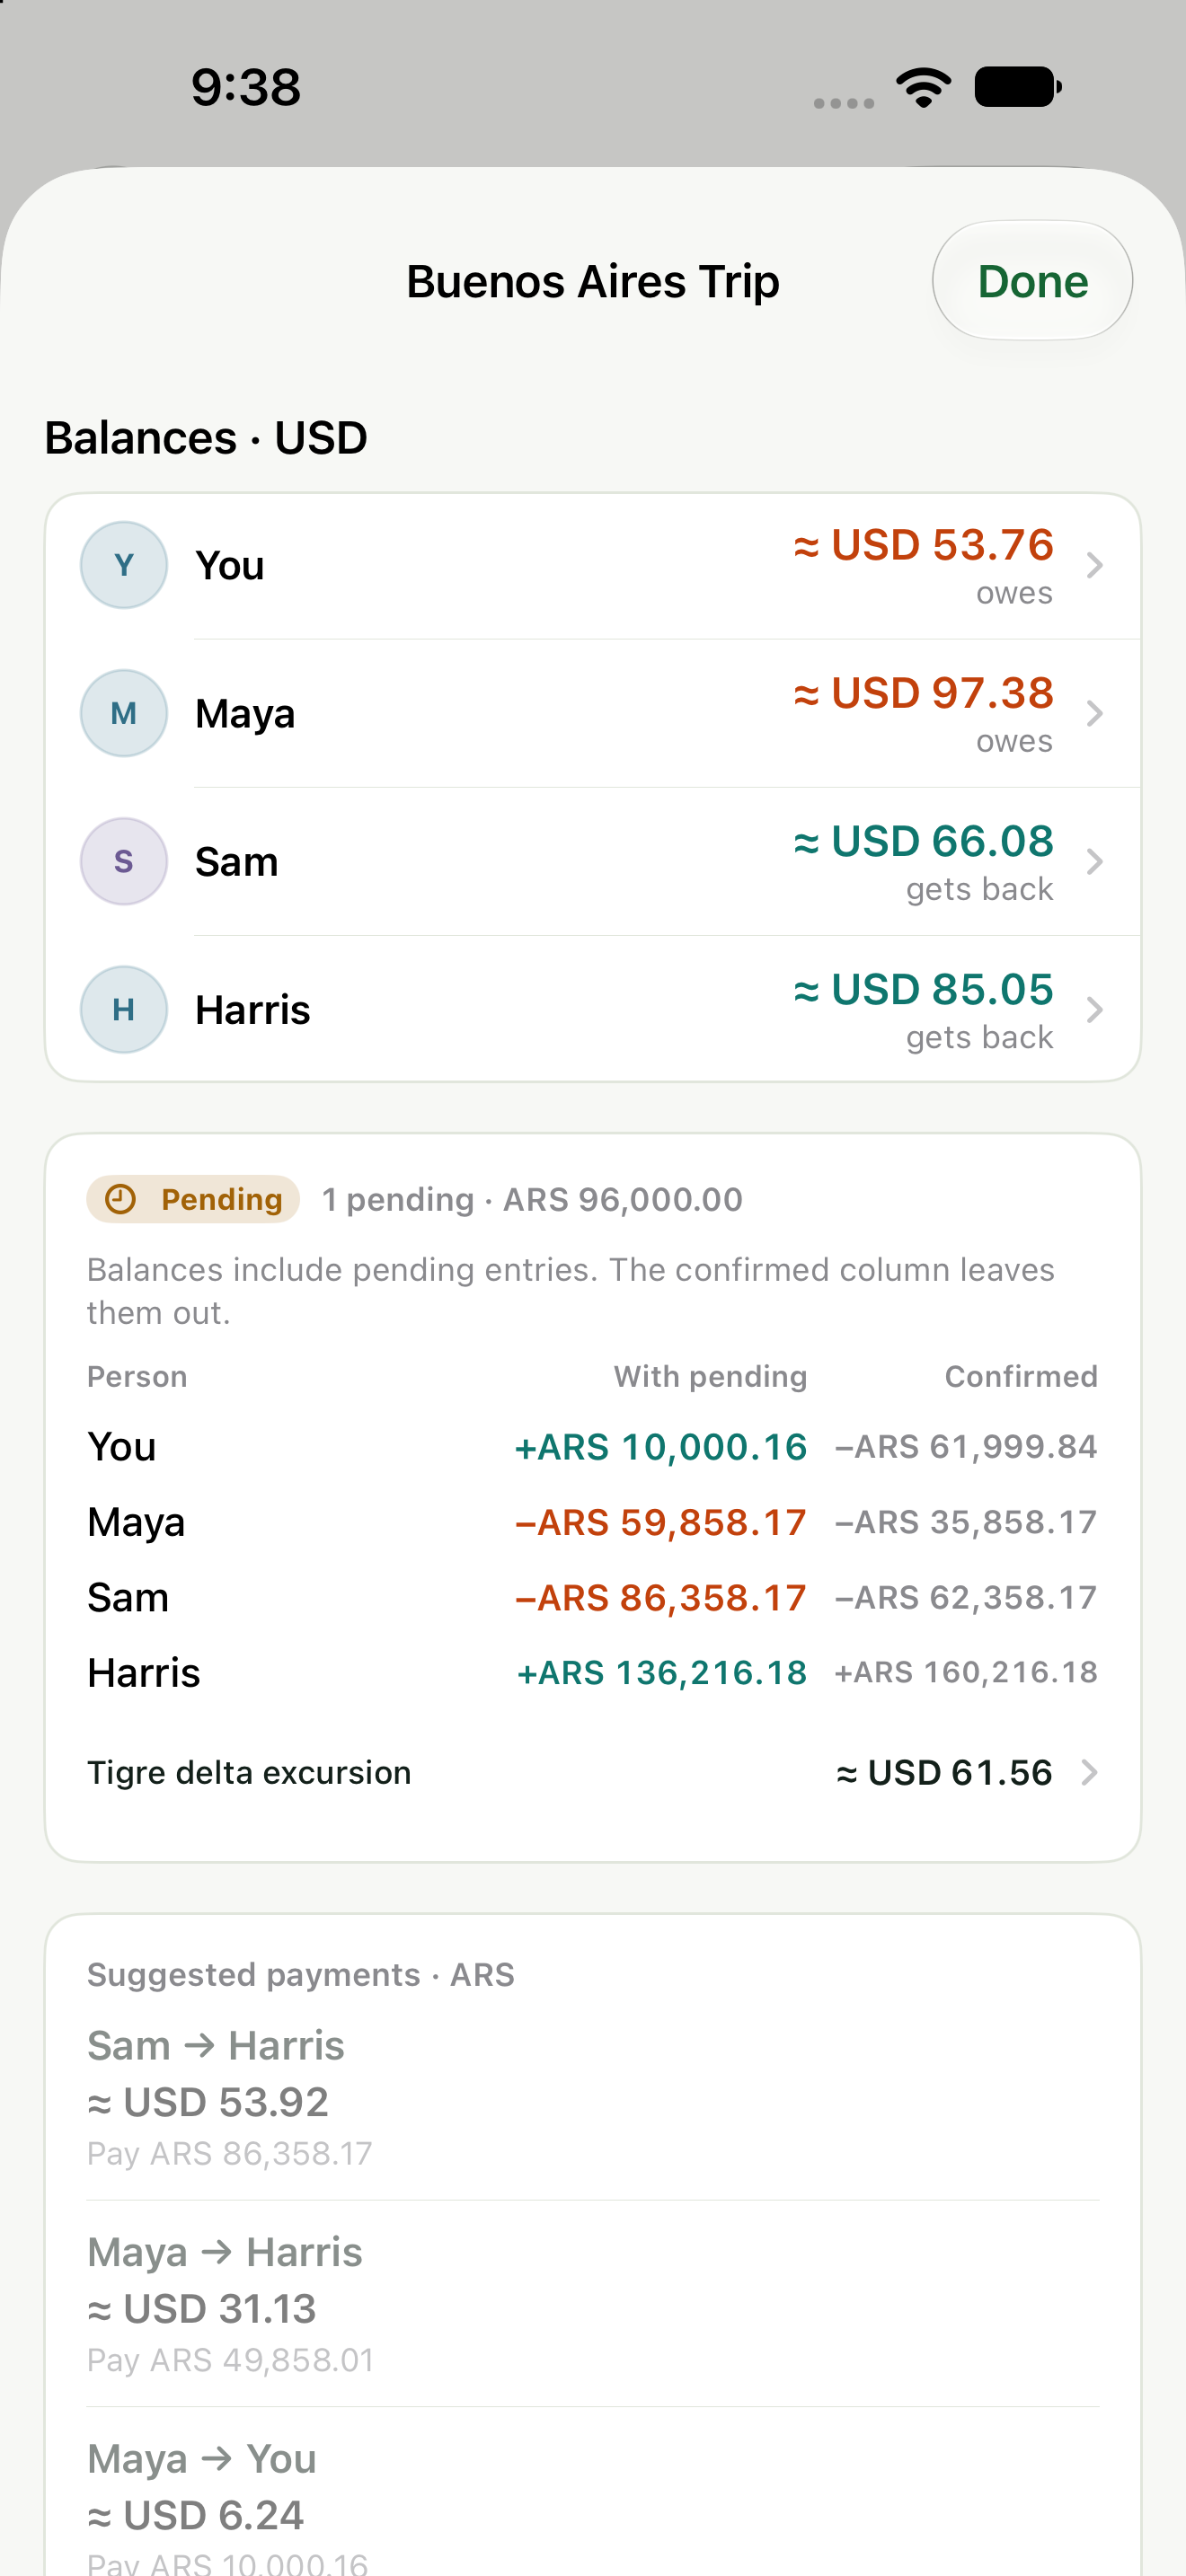 9:38
Buenos Aires Trip
Done
Balances · USD
Y
You
≈ USD 53.76
owes
M
Maya
≈ USD 97.38
owes
S
Sam
≈ USD 66.08
gets back
H
Harris
≈ USD 85.05
gets back
Pending
1 pending · ARS 96,000.00
Balances include pending entries. The confirmed column leaves
them out.
Person With pending Confirmed
You +ARS 10,000.16 –ARS 61,999.84
Maya –ARS 59,858.17 –ARS 35,858.17
Sam –ARS 86,358.17 –ARS 62,358.17
Harris +ARS 136,216.18 +ARS 160,216.18
Tigre delta excursion ≈ USD 61.56
Suggested payments · ARS
Sam → Harris
≈ USD 53.92
Pay ARS 86,358.17
Maya → Harris
≈ USD 31.13
Pay ARS 49,858.01
Maya → You
≈ USD 6.24
Pay ARS 10,000.16